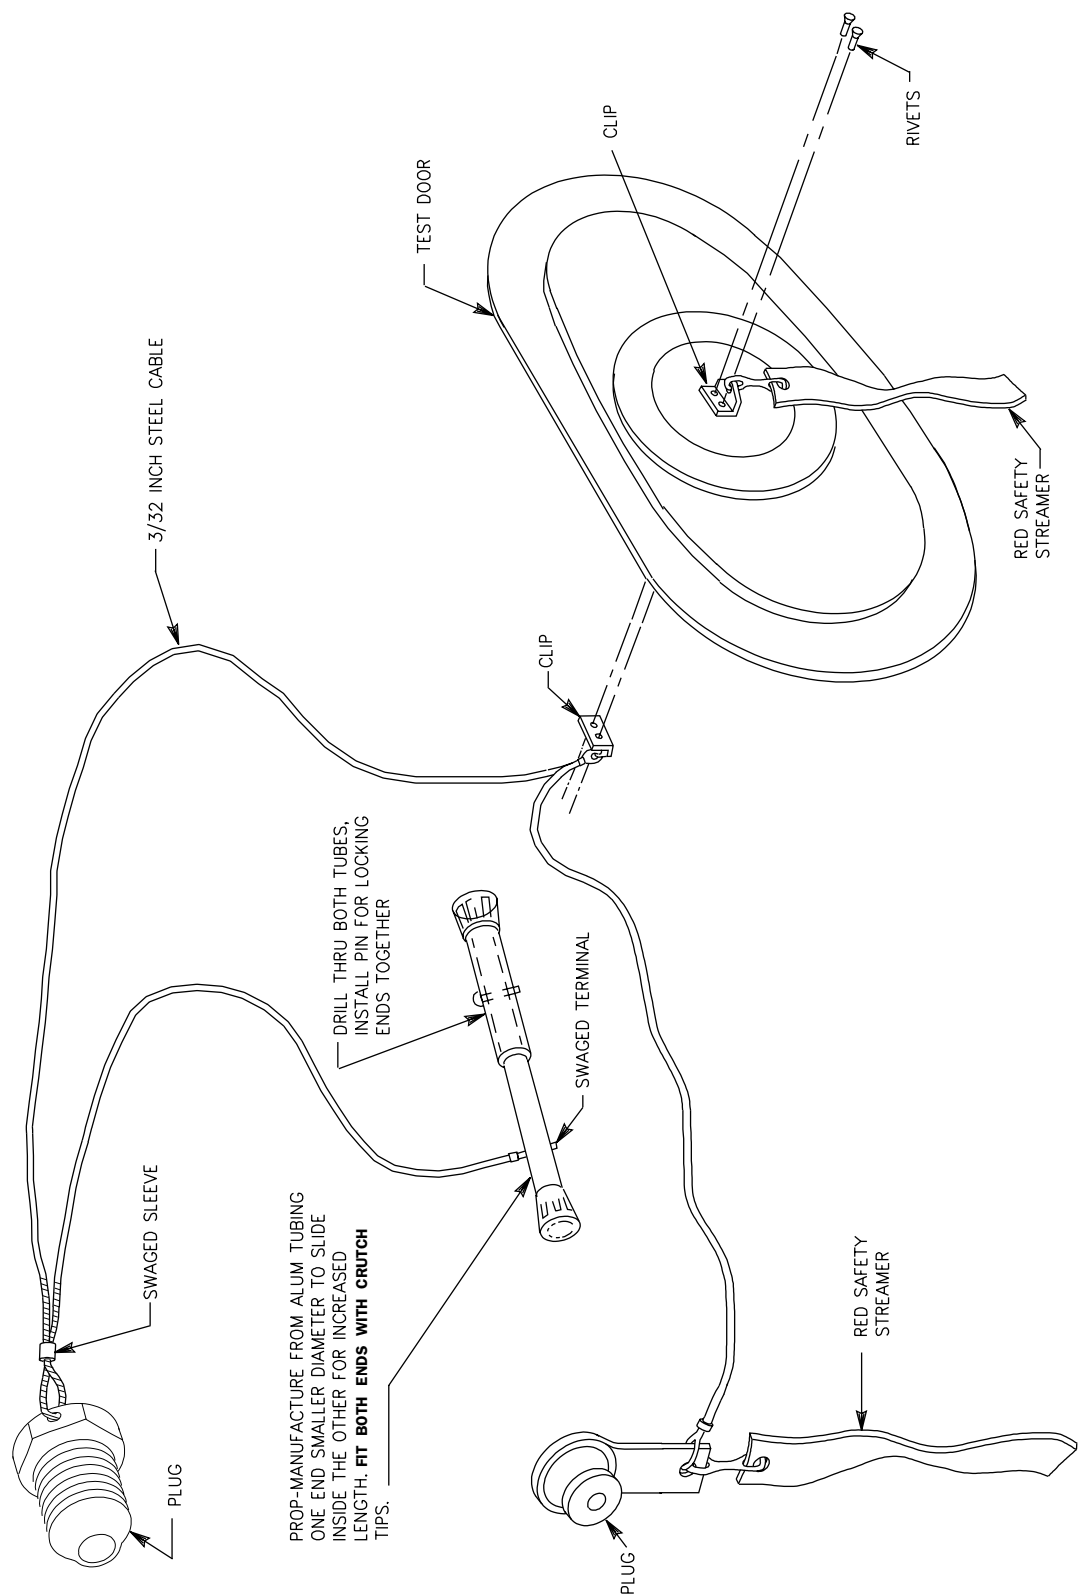 3/32 INCH STEEL CABLE
TEST DOOR
CLIP
RIVETS
RED SAFETY
STREAMER
CLIP
DRILL THRU BOTH TUBES,
INSTALL PIN FOR LOCKING
ENDS TOGETHER
SWAGED TERMINAL
SWAGED SLEEVE
PROP-MANUFACTURE FROM ALUM TUBING
ONE END SMALLER DIAMETER TO SLIDE
INSIDE THE OTHER FOR INCREASED
LENGTH. FIT BOTH ENDS WITH CRUTCH
TIPS.
PLUG
RED SAFETY
STREAMER
PLUG